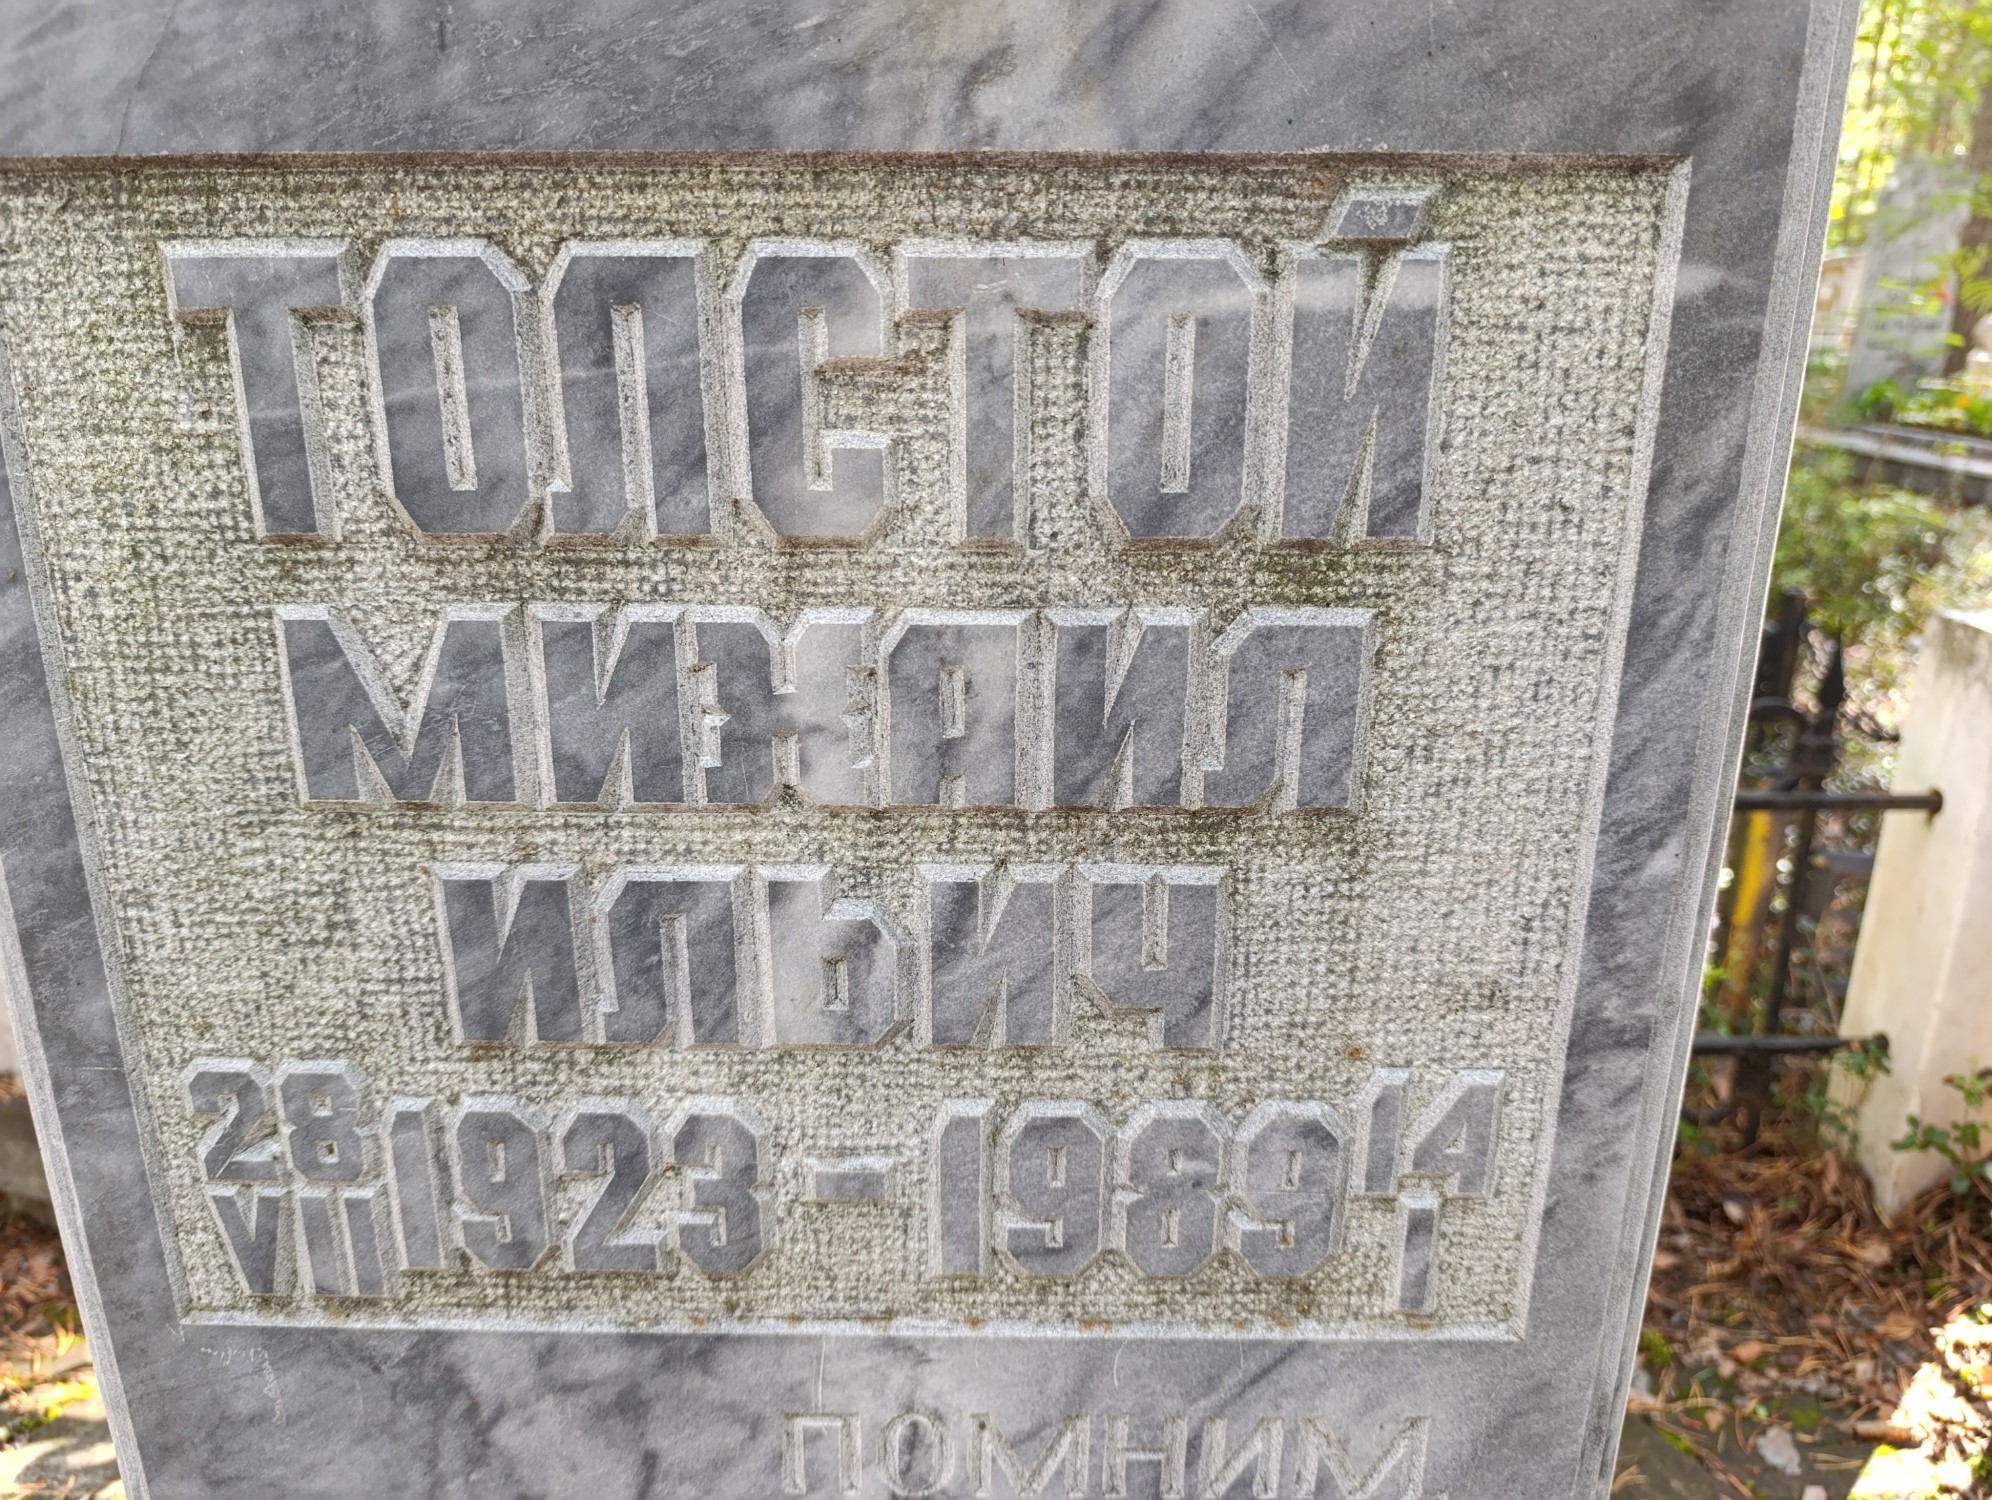 ТОЛСТОЙ
МИХАИЛ
ИЛЬИЧ
28 VII 1923 – 1989 14 I
ПОМНИМ